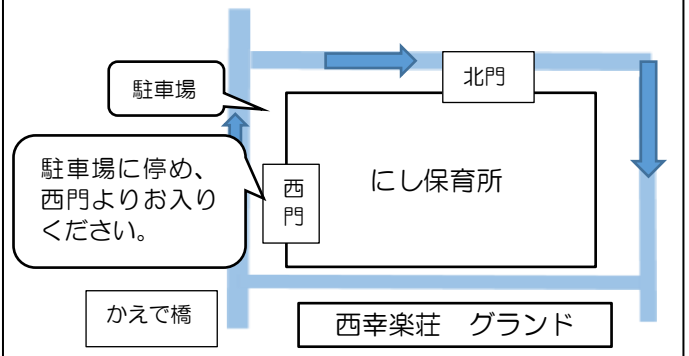 駐車場
北門
駐車場に停め、
西門よりお入り
ください。
西
門
にし保育所
かえで橋
西幸楽荘　グランド